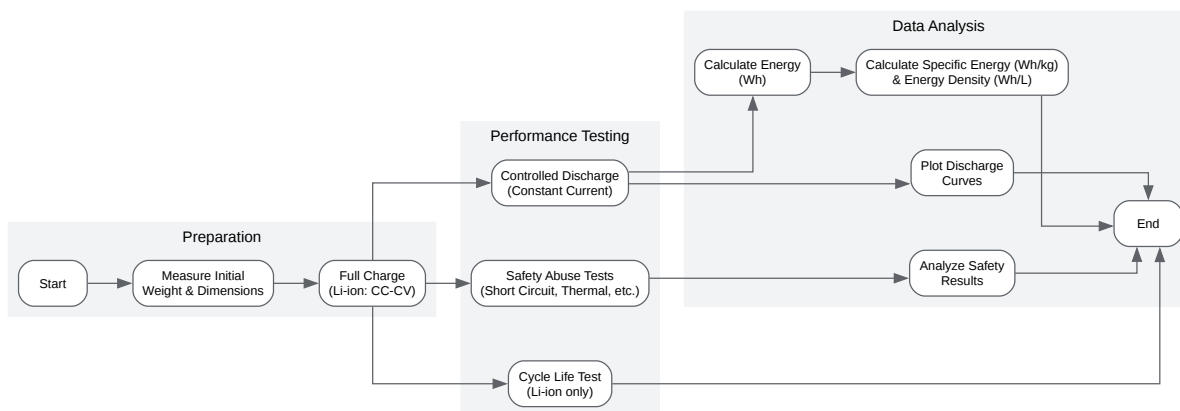 Data Analysis
Calculate Energy
(Wh)
Calculate Specific Energy (Wh/kg)
& Energy Density (Wh/L)
Performance Testing
Controlled Discharge
(Constant Current)
Plot Discharge
Curves
Preparation
End
Start
Measure Initial
Weight & Dimensions
Full Charge
(Li-ion: CC-CV)
Safety Abuse Tests
(Short Circuit, Thermal, etc.)
Analyze Safety
Results
Cycle Life Test
(Li-ion only)